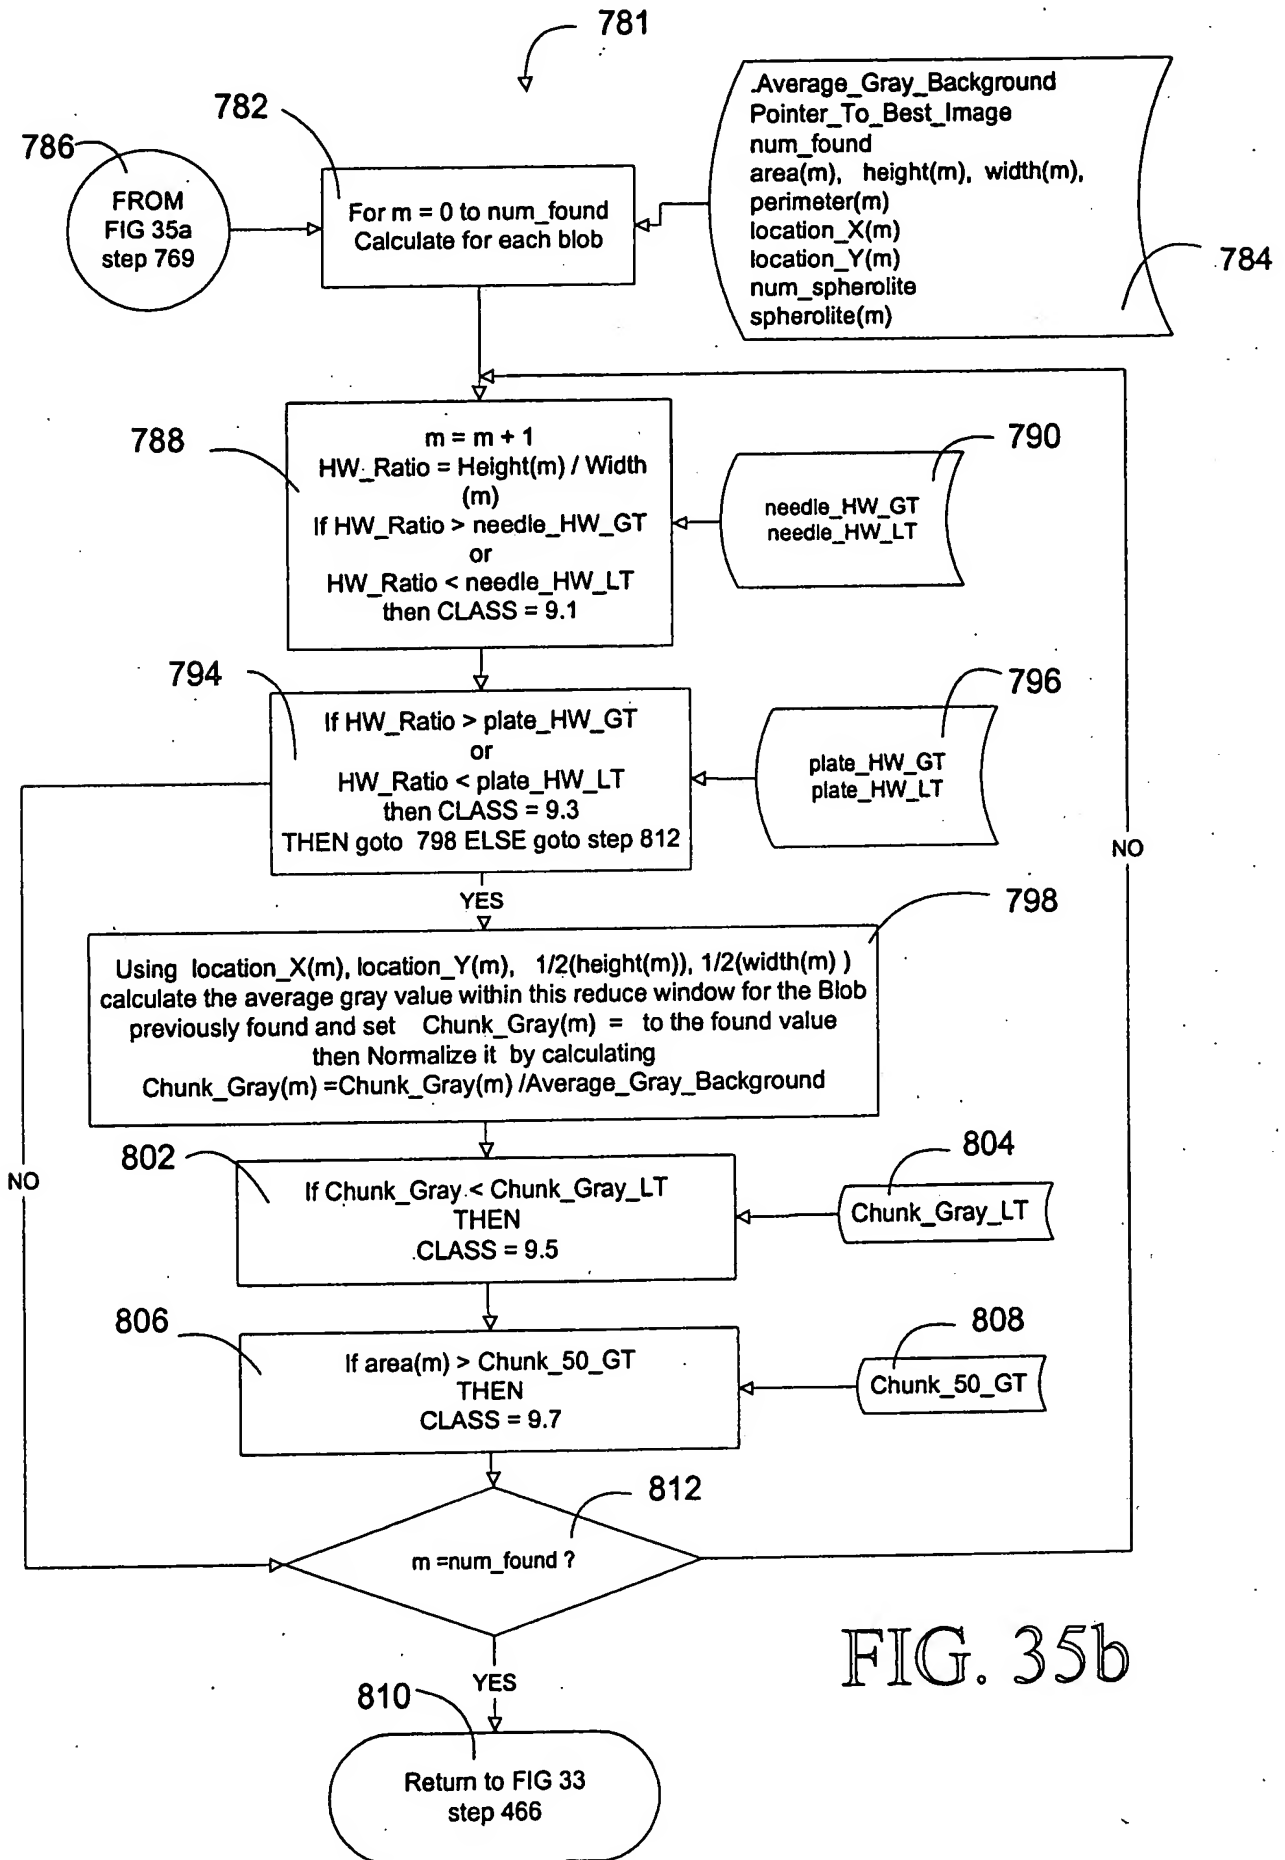 781
782
786
FROM
FIG 35a
step 769
For m = 0 to num_found
Calculate for each blob
.Average_Gray_Background
Pointer_To_Best_Image
num_found
area(m), height(m), width(m),
perimeter(m)
location_X(m)
location_Y(m)
num_spherolite
spherolite(m)
784
788
m = m + 1
HW_Ratio = Height(m) / Width
(m)
If HW_Ratio > needle_HW_GT
or
HW_Ratio < needle_HW_LT
then CLASS = 9.1
790
needle_HW_GT
needle_HW_LT
794
If HW_Ratio > plate_HW_GT
or
HW_Ratio < plate_HW_LT
then CLASS = 9.3
THEN goto 798 ELSE goto step 812
796
plate_HW_GT
plate_HW_LT
NO
YES
798
Using location_X(m), location_Y(m), 1/2(height(m)), 1/2(width(m) )
calculate the average gray value within this reduce window for the Blob
previously found and set Chunk_Gray(m) = to the found value
then Normalize it by calculating
Chunk_Gray(m) =Chunk_Gray(m) /Average_Gray_Background
NO
802
If Chunk_Gray < Chunk_Gray_LT
THEN
CLASS = 9.5
804
Chunk_Gray_LT
806
If area(m) > Chunk_50_GT
THEN
CLASS = 9.7
808
Chunk_50_GT
812
m =num_found ?
YES
810
Return to FIG 33
step 466
FIG. 35b